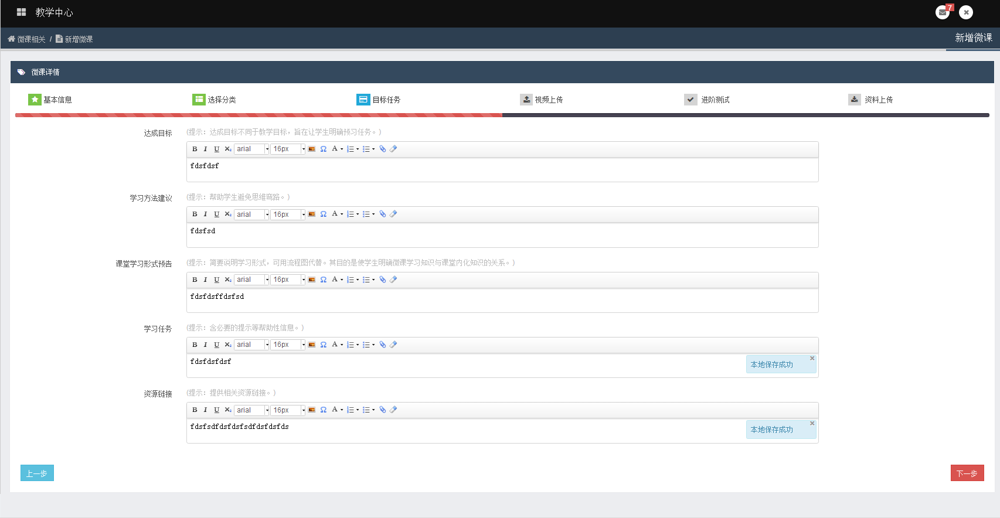 教学中心
7
微课相关 / 新增微课
新增微课
微课详情
基本信息
选择分类
目标任务
视频上传
进阶测试
资料上传
达成目标
(提示：达成目标不同于教学目标，旨在让学生明确预习任务。)
B I U X₂ arial 16px Ω A
fdsfdsf
学习方法建议
(提示：帮助学生避免思维弯路。)
B I U X₂ arial 16px Ω A
fdsfsd
课堂学习形式预告
(提示：简要说明学习形式，可用流程图代替。其目的是使学生明确微课学习知识与课堂内化知识的关系。)
B I U X₂ arial 16px Ω A
fdsfdsffdsfsd
学习任务
(提示：含必要的提示等帮助性信息。)
B I U X₂ arial 16px Ω A
fdsfdsfdsf
本地保存成功
资源链接
(提示：提供相关资源链接。)
B I U X₂ arial 16px Ω A
fdsfsdfdsfdsfsdfdsfdsfds
本地保存成功
上一步
下一步